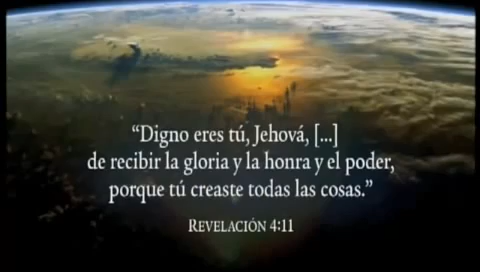 “Digno eres tú, Jehová, [...]
de recibir la gloria y la honra y el poder,
porque tú creaste todas las cosas.”
REVELACIÓN 4:11